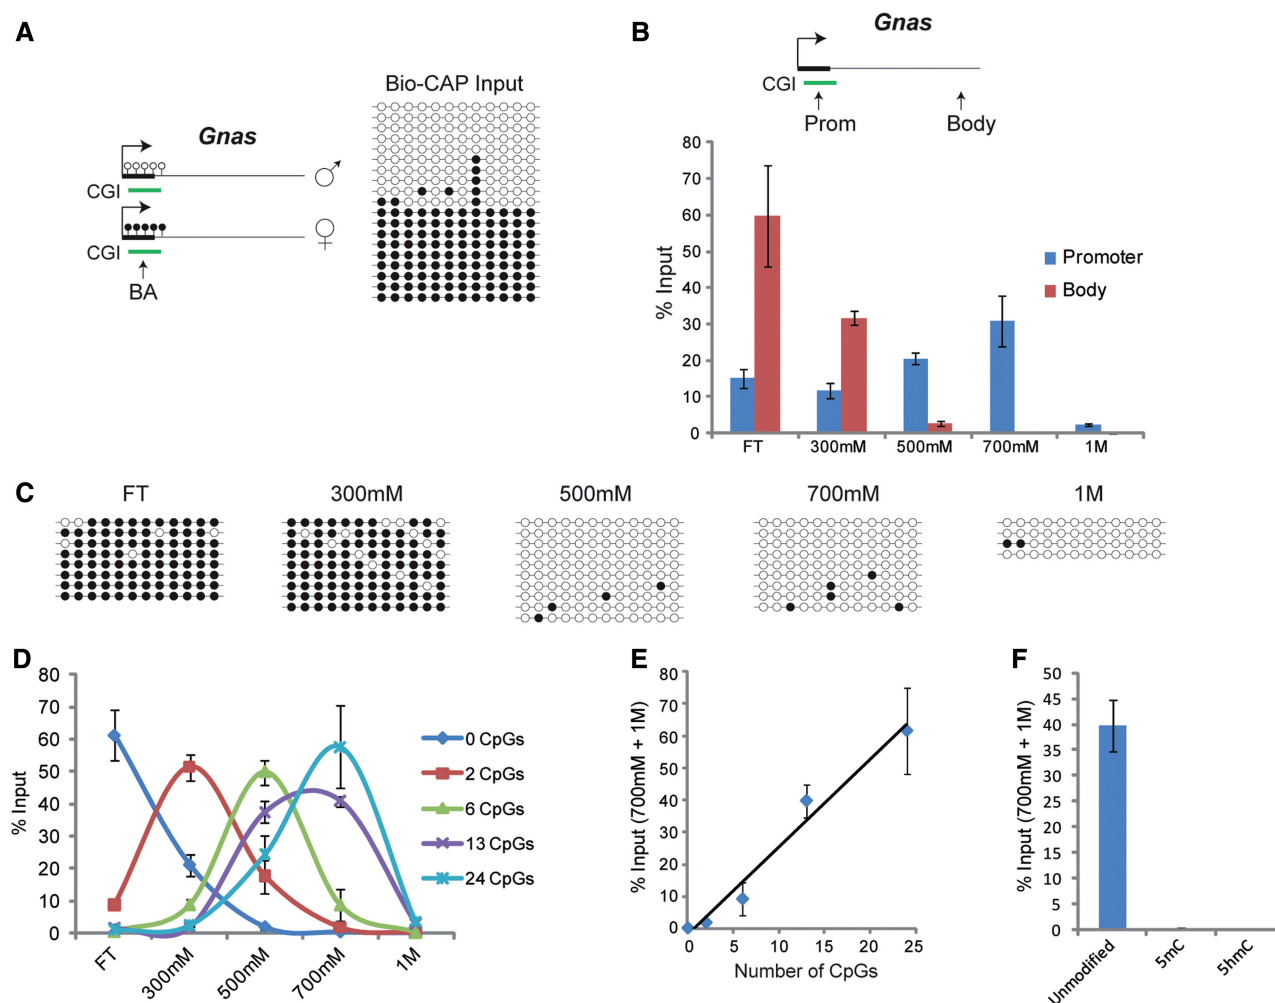 A
Gnas
CGI
♂
CGI
♀
BA
Bio-CAP Input
B
Gnas
CGI
Prom
Body
% Input
80
70
60
50
40
30
20
10
0
FT
300mM
500mM
700mM
1M
Promoter
Body
C
FT
300mM
500mM
700mM
1M
D
% Input
80
70
60
50
40
30
20
10
0
FT
300mM
500mM
700mM
1M
0 CpGs
2 CpGs
6 CpGs
13 CpGs
24 CpGs
E
% Input (700mM + 1M)
80
70
60
50
40
30
20
10
0
0
5
10
15
20
25
Number of CpGs
F
% Input (700mM + 1M)
50
45
40
35
30
25
20
15
10
5
0
Unmodified
5mC
5hmC